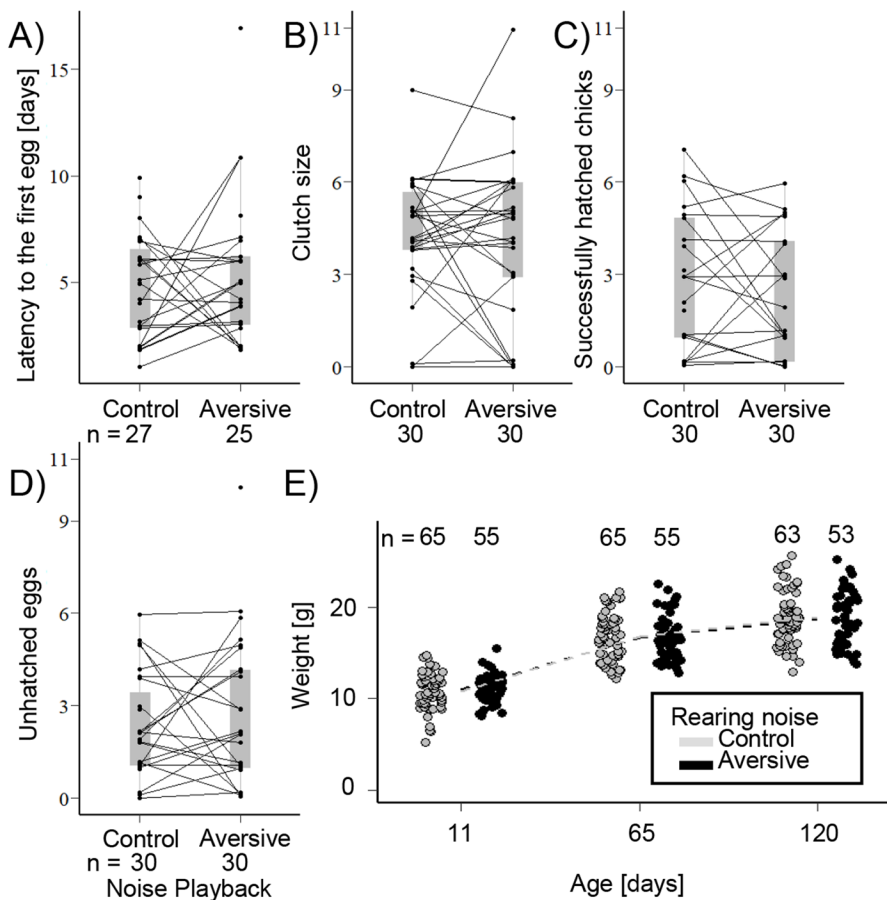 A)
Latency to the first egg [days]
15
10
5
Control Aversive
n = 27 25
B)
Clutch size
11
9
6
3
0
Control Aversive
30 30
C)
Successfully hatched chicks
11
9
6
3
0
Control Aversive
30 30
D)
Unhatched eggs
11
9
6
3
0
Control Aversive
n = 30 30
Noise Playback
E)
n = 65 55 65 55 63 53
Weight [g]
20
10
0
Rearing noise
Control
Aversive
11 65 120
Age [days]